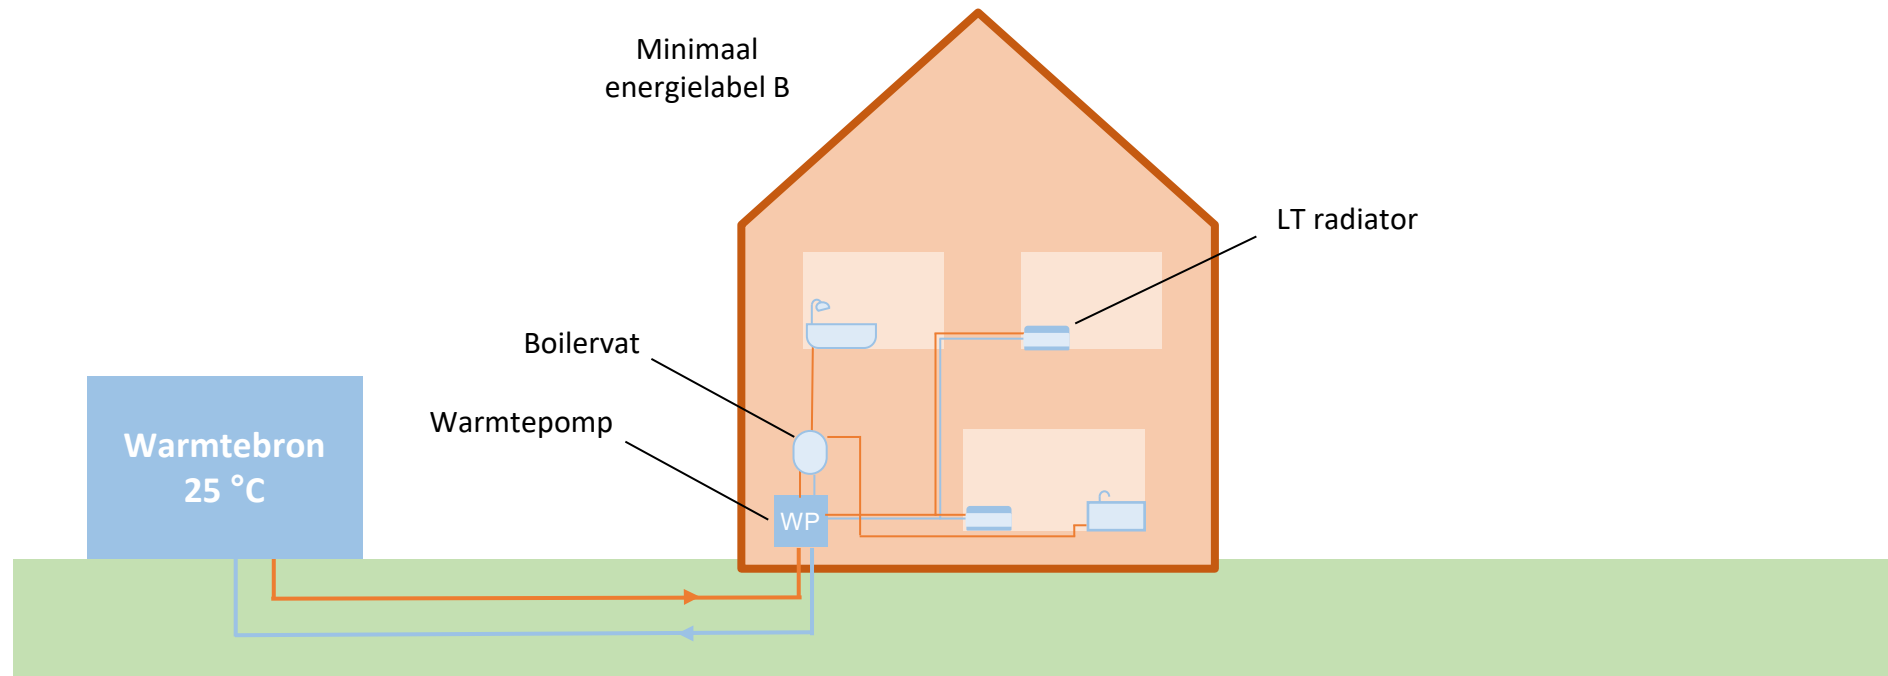 Minimaal
energielabel B
LT radiator
Boilervat
Warmtepomp
Warmtebron
25 °C
WP